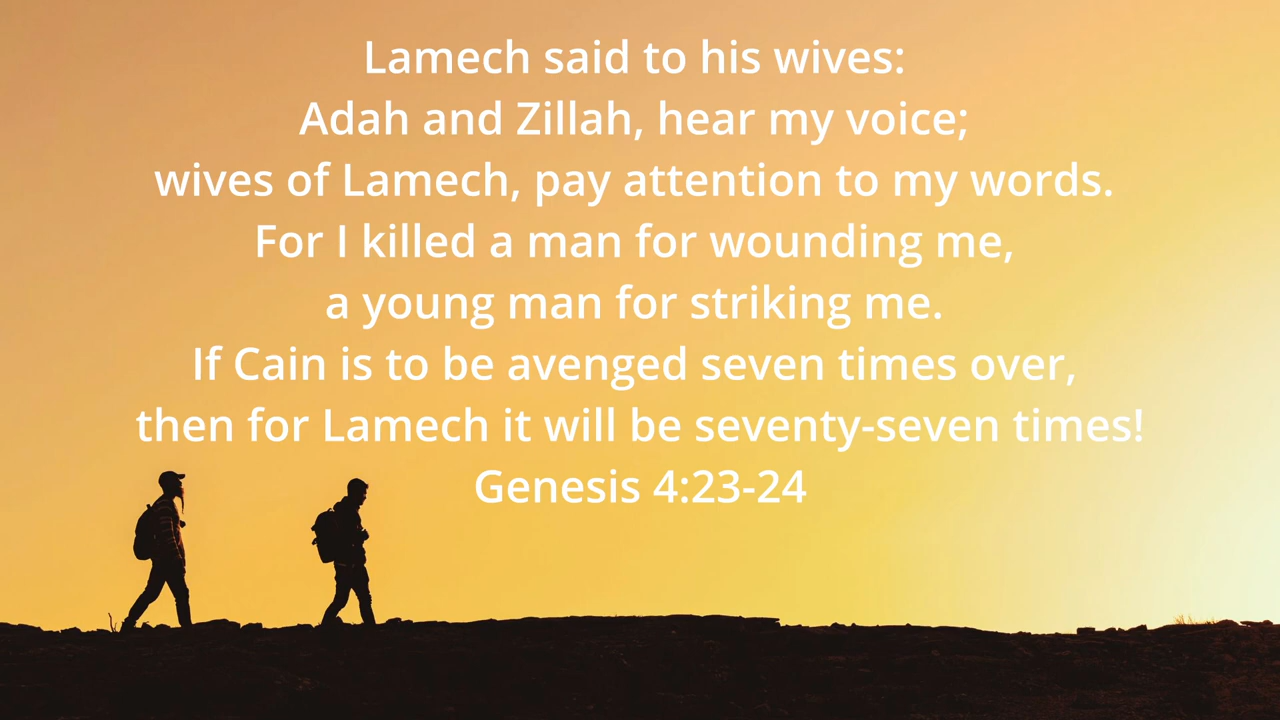 Lamech said to his wives:
Adah and Zillah, hear my voice;
wives of Lamech, pay attention to my words.
For I killed a man for wounding me,
a young man for striking me.
If Cain is to be avenged seven times over,
then for Lamech it will be seventy-seven times!
Genesis 4:23-24